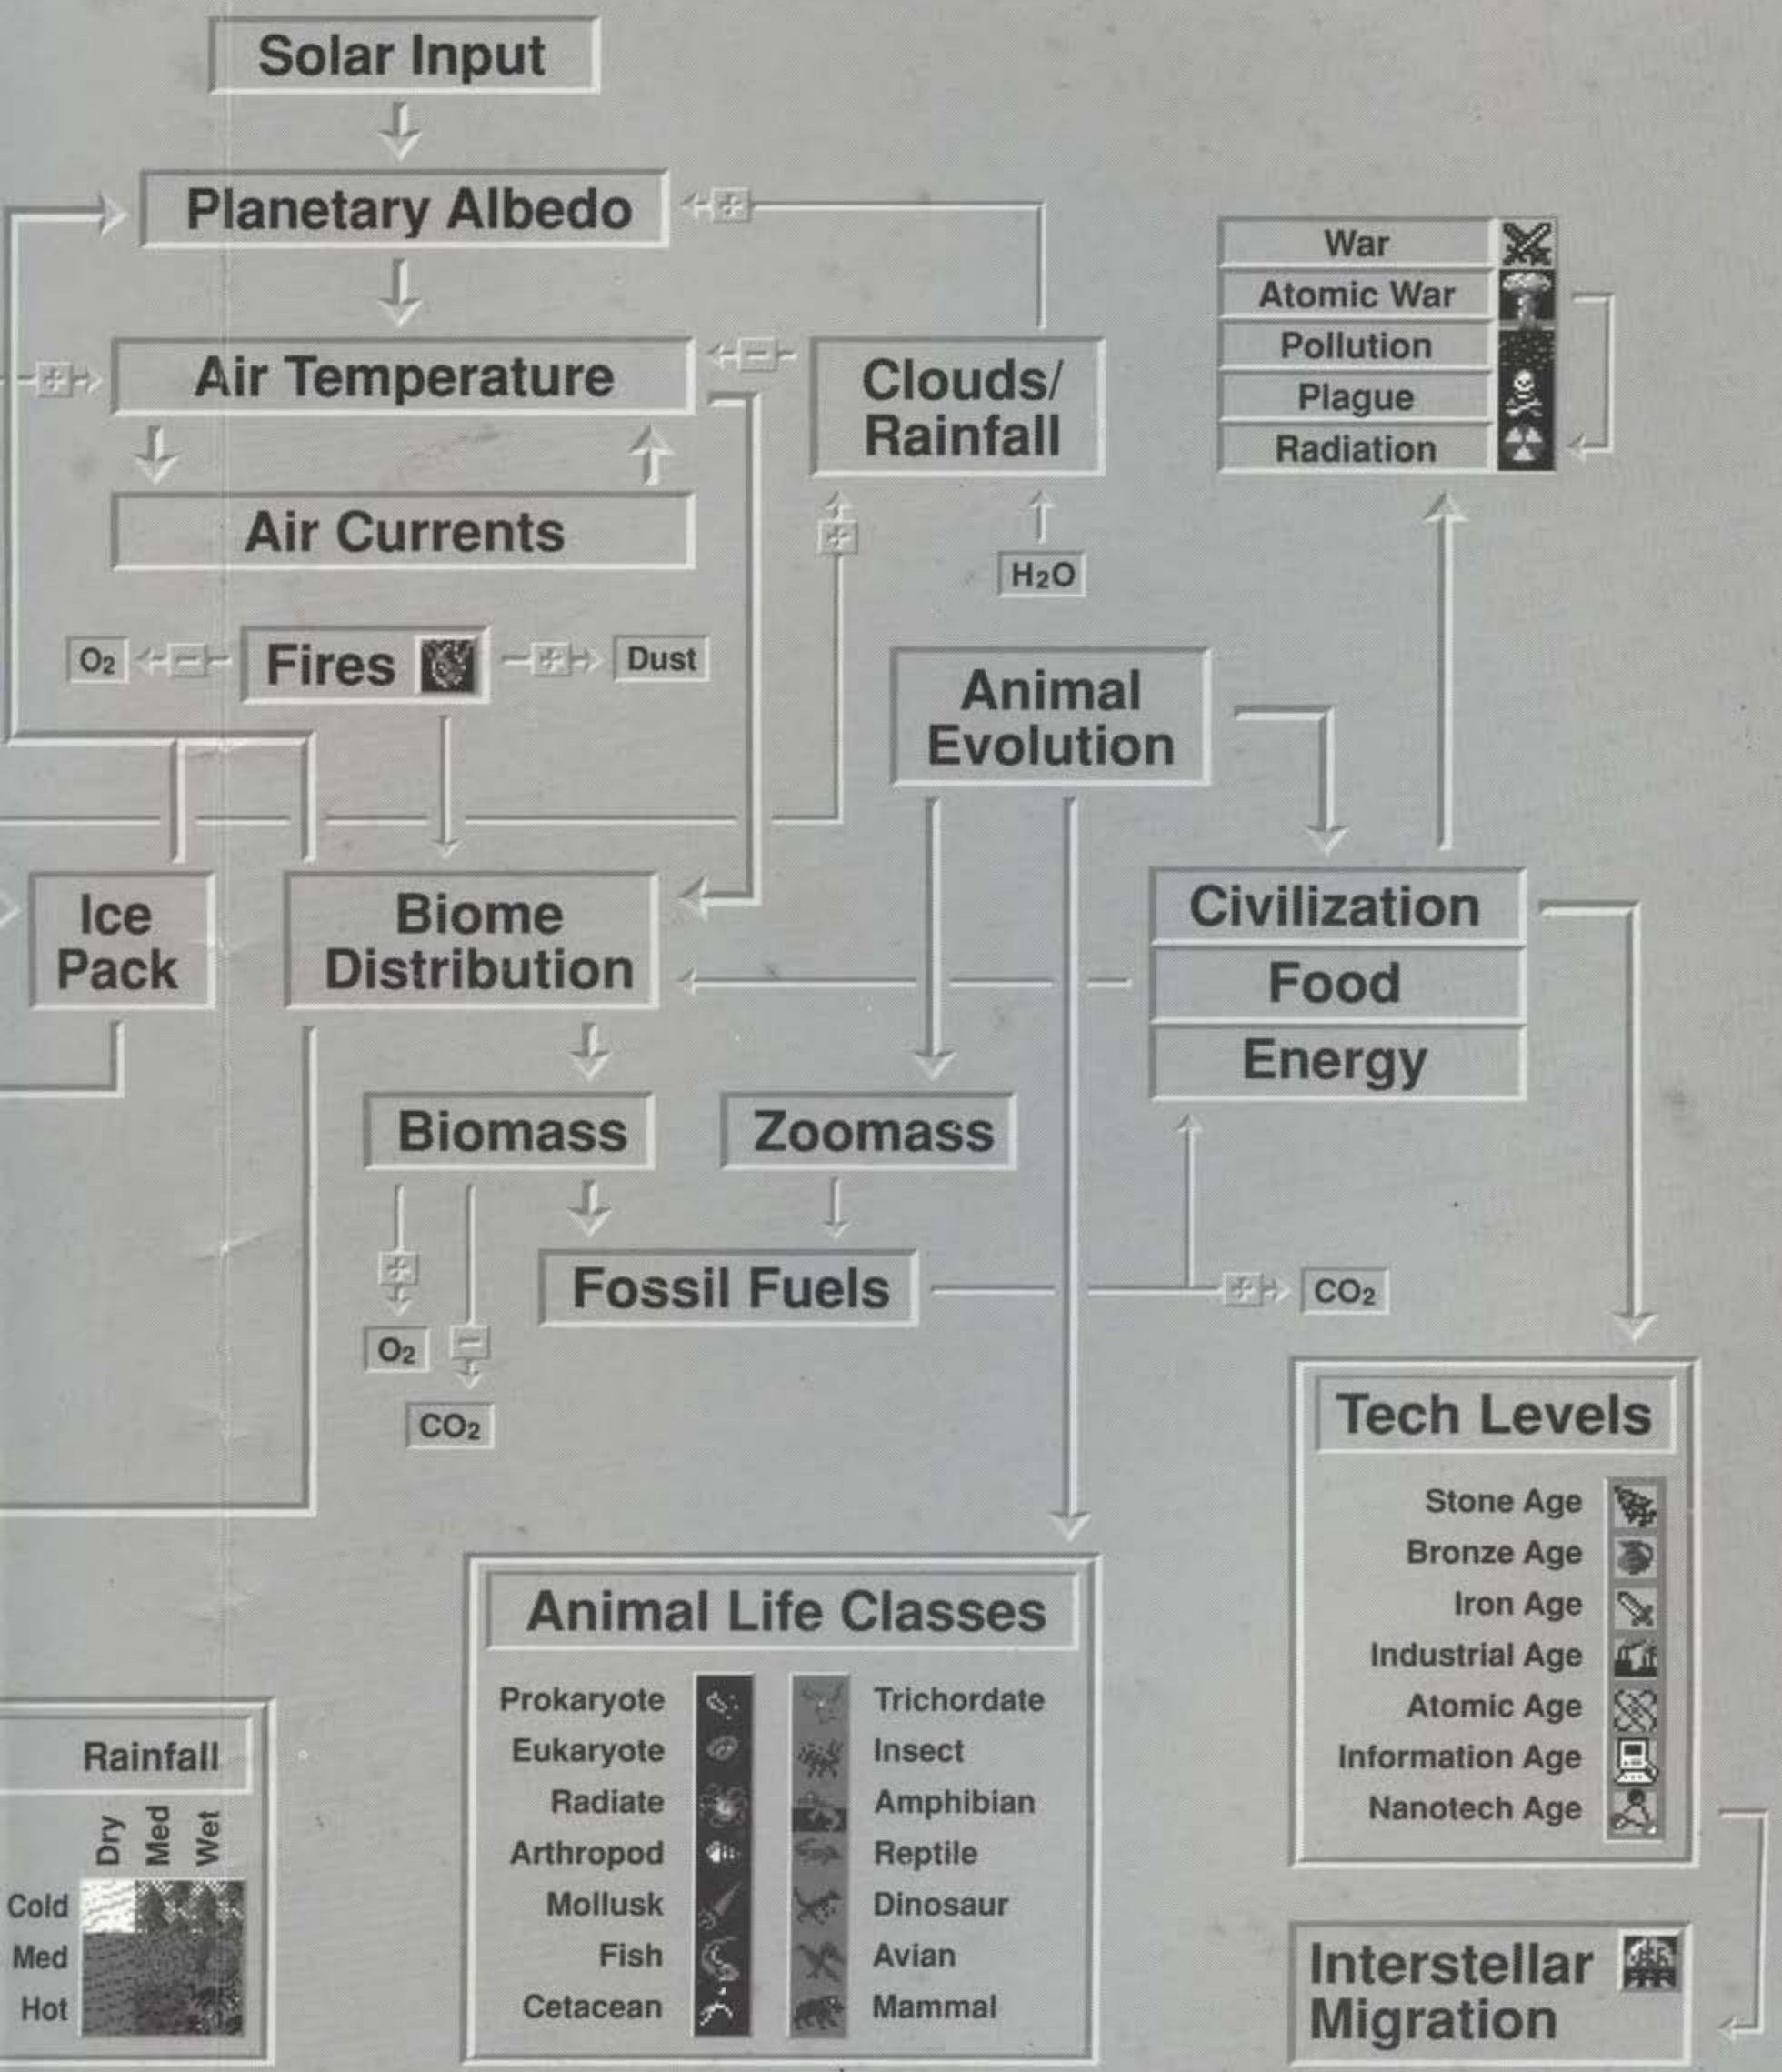 Solar Input
Planetary Albedo
Air Temperature
Air Currents
Clouds/
Rainfall
H2O
War
Atomic War
Pollution
Plague
Radiation
O2
Fires
Dust
Animal
Evolution
Ice
Pack
Biome
Distribution
Civilization
Food
Energy
Biomass
Zoomass
Fossil Fuels
CO2
O2
CO2
Tech Levels
Stone Age
Bronze Age
Iron Age
Industrial Age
Atomic Age
Information Age
Nanotech Age
Animal Life Classes
Prokaryote
Eukaryote
Radiate
Arthropod
Mollusk
Fish
Cetacean
Trichordate
Insect
Amphibian
Reptile
Dinosaur
Avian
Mammal
Rainfall
Dry
Med
Wet
Cold
Med
Hot
Interstellar
Migration